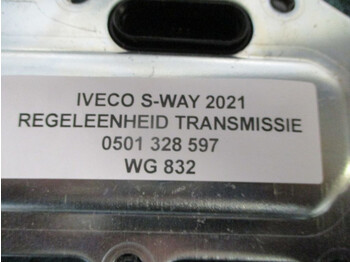 IVECO S-WAY 2021
REGELEENHEID TRANSMISSIE
0501 328 597
WG 832